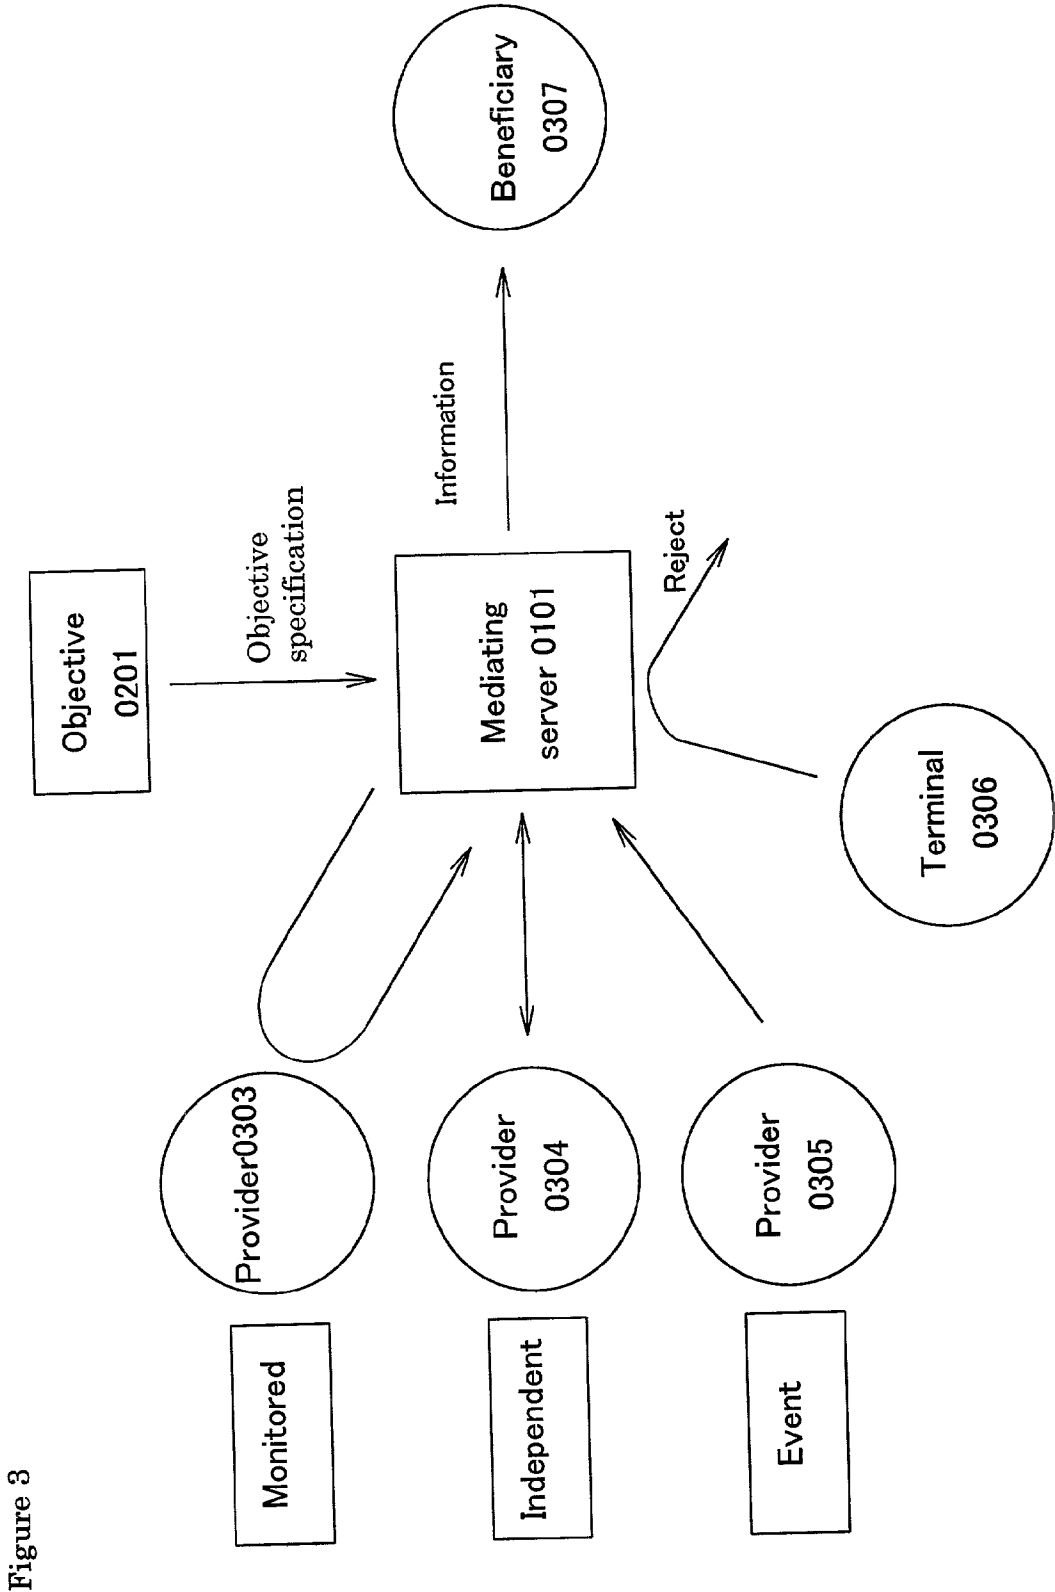 Figure 3
Monitored
Provider0303
Independent
Provider
0304
Event
Provider
0305
Objective
0201
Objective
specification
Mediating
server 0101
Terminal
0306
Reject
Information
Beneficiary
0307